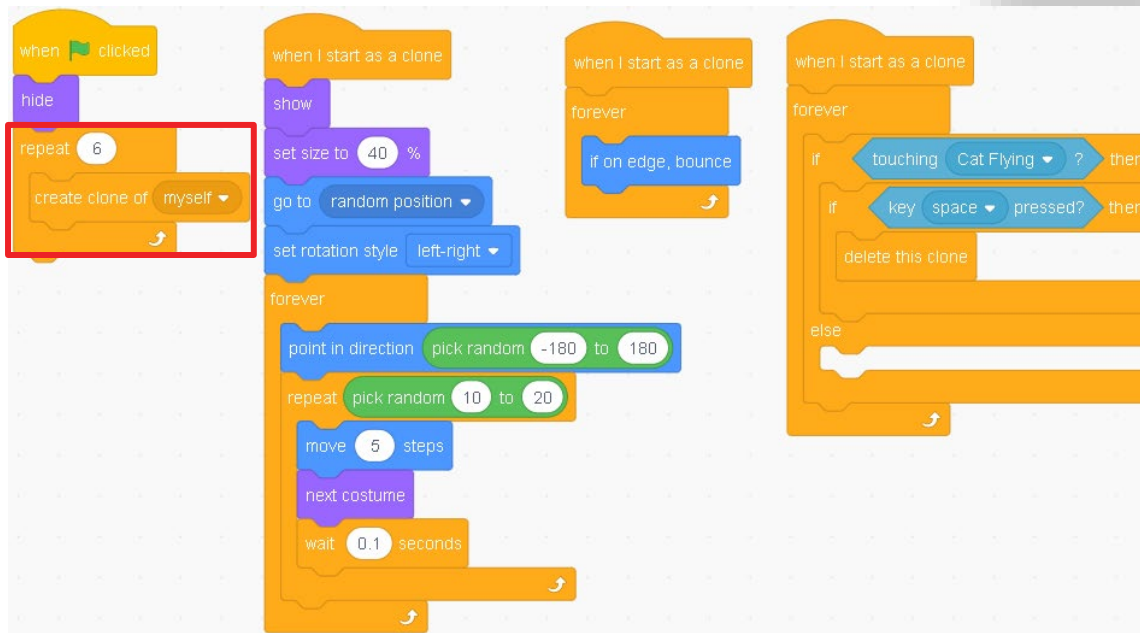 when clicked
hide
repeat 6
create clone of myself
when I start as a clone
show
set size to 40 %
go to random position
set rotation style left-right
forever
point in direction pick random -180 to 180
repeat pick random 10 to 20
move 5 steps
next costume
wait 0.1 seconds
when I start as a clone
forever
if on edge, bounce
when I start as a clone
forever
if touching Cat Flying ? then
if key space pressed? then
delete this clone
else